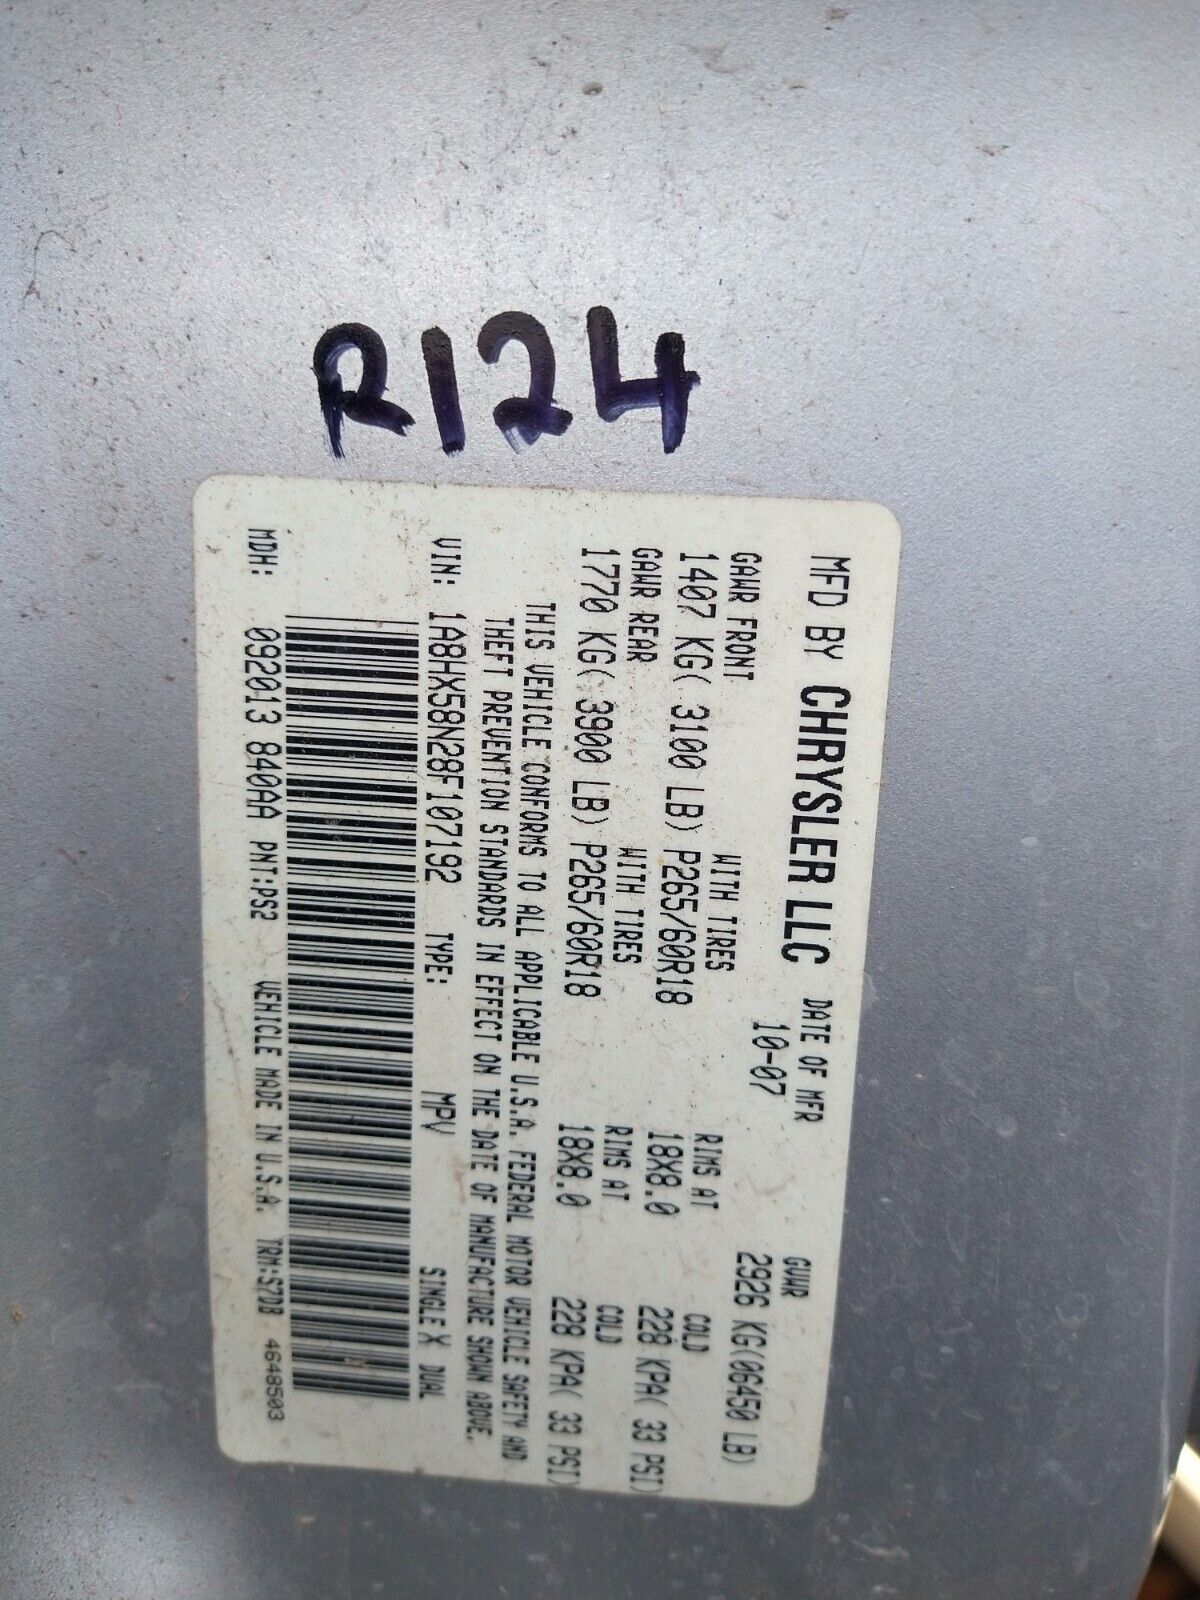 R124
MFD BY CHRYSLER LLC DATE OF MFR GVWR
10-07 2926 KG(06450 LB)
GAWR FRONT WITH TIRES RIMS AT COLD
1407 KG( 3100 LB) P265/60R18 18X8.0 228 KPA( 33 PSI)
GAWR REAR WITH TIRES RIMS AT COLD
1770 KG( 3900 LB) P265/60R18 18X8.0 228 KPA( 33 PSI)
THIS VEHICLE CONFORMS TO ALL APPLICABLE U.S.A. FEDERAL MOTOR VEHICLE SAFETY AND
THEFT PREVENTION STANDARDS IN EFFECT ON THE DATE OF MANUFACTURE SHOWN ABOVE.
VIN: 1A8HX58N28F107192 TYPE: MPV SINGLE X DUAL
MDH: 092013 840AA PNT:PS2 VEHICLE MADE IN U.S.A. TRM:S7DB 4648503